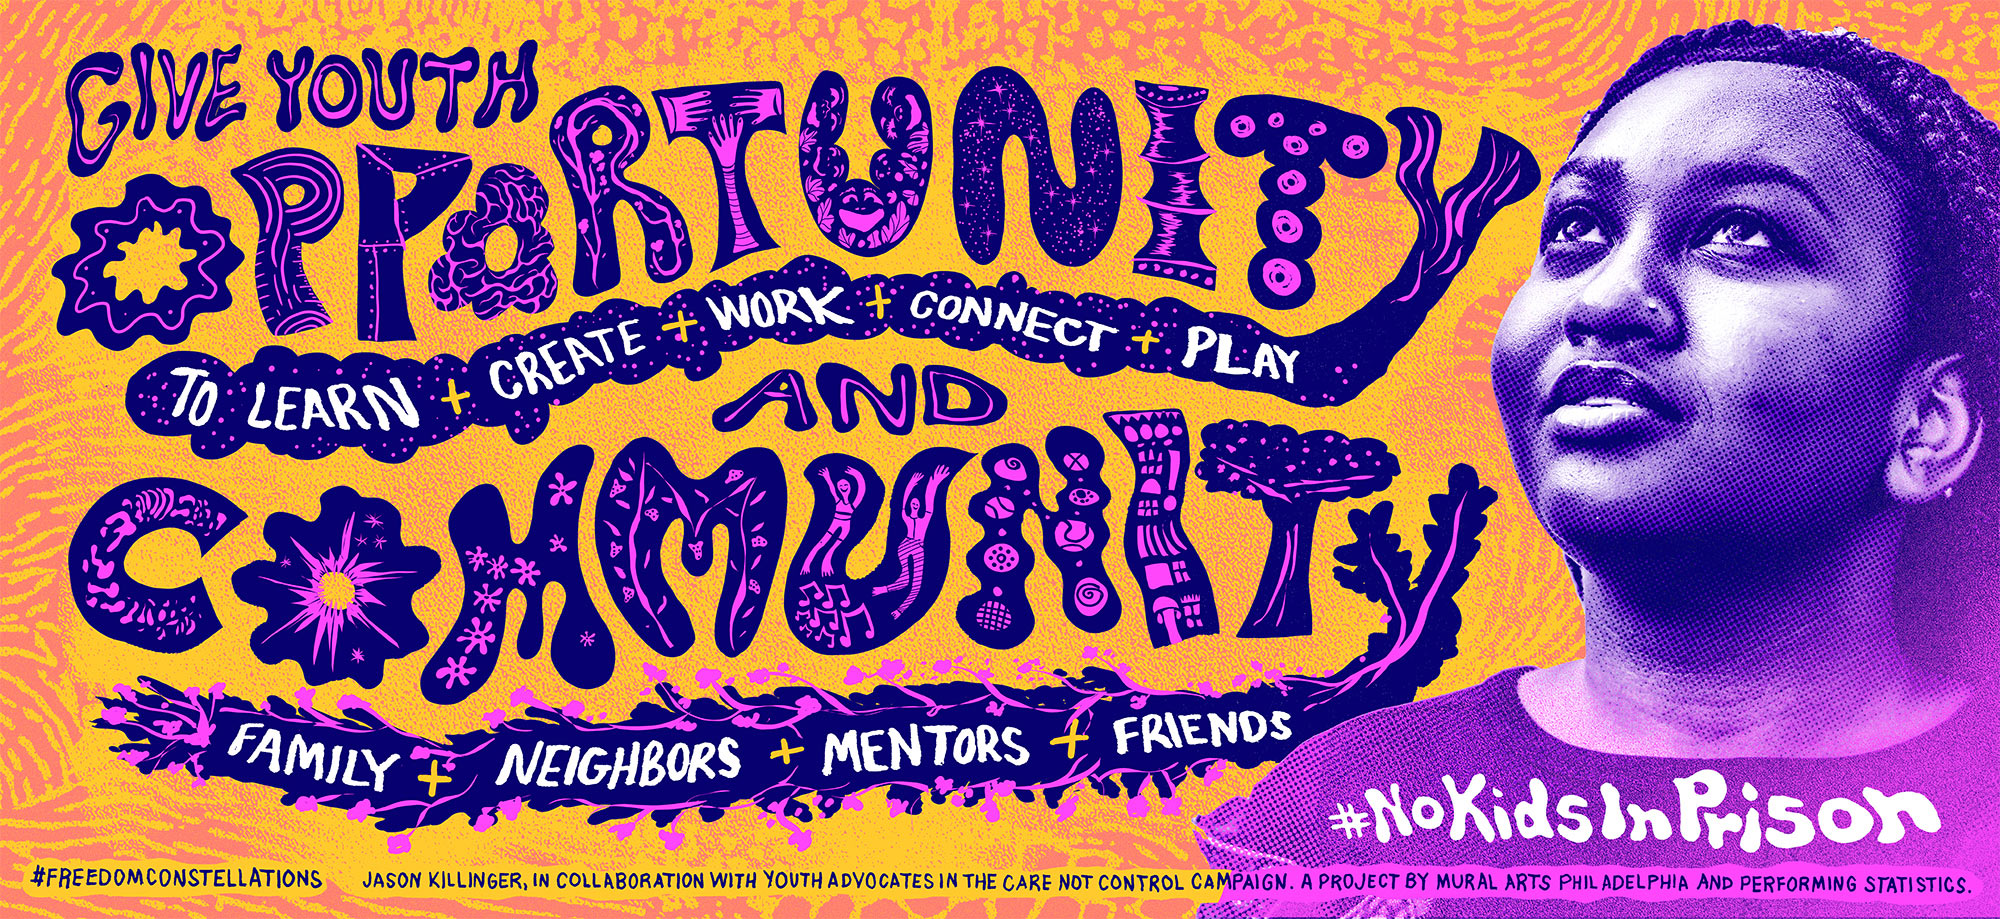 GIVE YOUTH
OPPORTUNITY
TO LEARN + CREATE + WORK + CONNECT + PLAY
AND
COMMUNITY
FAMILY + NEIGHBORS + MENTORS + FRIENDS
#NoKidsInPrison
#FREEDOMCONSTELLATIONS JASON KILLINGER, IN COLLABORATION WITH YOUTH ADVOCATES IN THE CARE NOT CONTROL CAMPAIGN. A PROJECT BY MURAL ARTS PHILADELPHIA AND PERFORMING STATISTICS.